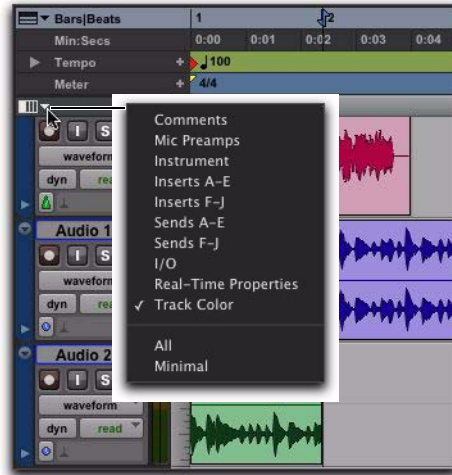 Bars|Beats 1 2
Min:Secs 0:00 0:01 0:02 0:03 0:04
Tempo + 100
Meter + 4/4
Comments
Mic Preamps
Instrument
Inserts A-E
Inserts F-J
Sends A-E
Sends F-J
I/O
Real-Time Properties
✓ Track Color
All
Minimal
I S
waveform
dyn
Audio 1
I S
waveform
dyn
Audio 2
I S
waveform
dyn read